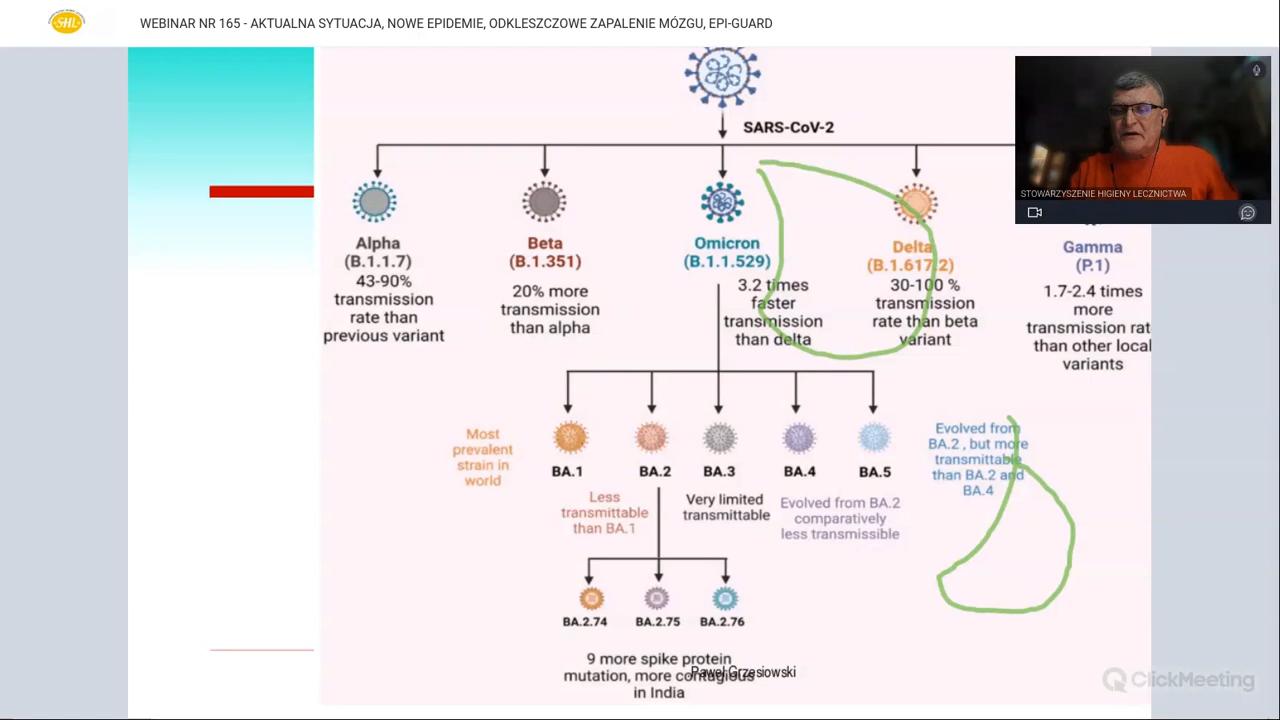 SHL
WEBINAR NR 165 - AKTUALNA SYTUACJA, NOWE EPIDEMIE, ODKLESZCZOWE ZAPALENIE MÓZGU, EPI-GUARD
SARS-CoV-2
STOWARZYSZENIE HIGIENY LECZNICTWA
Alpha
(B.1.1.7)
43-90%
transmission
rate than
previous variant
Beta
(B.1.351)
20% more
transmission
than alpha
Omicron
(B.1.1.529)
3.2 times
faster
transmission
than delta
Delta
(B.1.617.2)
30-100 %
transmission
rate than beta
variant
Gamma
(P.1)
1.7-2.4 times
more
transmission rat
than other local
variants
Most
prevalent
strain in
world
BA.1
BA.2
BA.3
BA.4
BA.5
Less
transmittable
than BA.1
Very limited
transmittable
Evolved from BA.2
comparatively
less transmissible
Evolved from
BA.2 , but more
transmittable
than BA.2 and
BA.4
BA.2.74
BA.2.75
BA.2.76
9 more spike protein
mutation, more contagious
in India
Paweł Grzesiowski
ClickMeeting